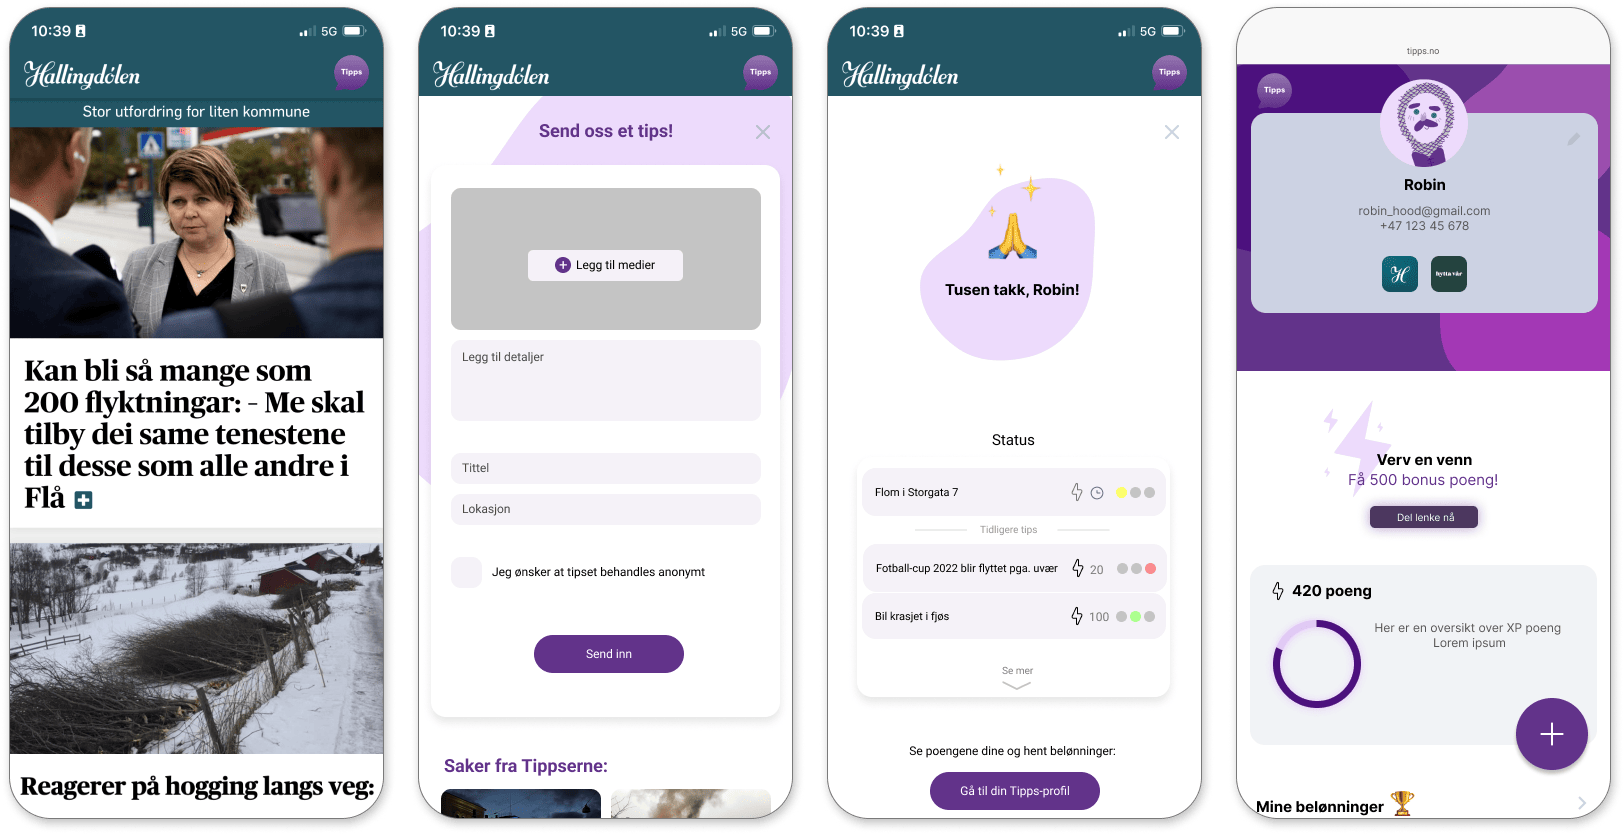 10:39
5G
Hallingdølen
Tipps
Stor utfordring for liten kommune
Kan bli så mange som
200 flyktningar: - Me skal
tilby dei same tenestene
til desse som alle andre i
Flå
Reagerer på hogging langs veg:
10:39
5G
Hallingdølen
Tipps
Send oss et tips!
Legg til medier
Legg til detaljer
Tittel
Lokasjon
Jeg ønsker at tipset behandles anonymt
Send inn
Saker fra Tippserne:
10:39
5G
Hallingdølen
Tipps
Tusen takk, Robin!
Status
Flom i Storgata 7
Tidligere tips
Fotball-cup 2022 blir flyttet pga. uvær
20
Bil krasjet i fjøs
100
Se mer
Se poengene dine og hent belønninger:
Gå til din Tipps-profil
tipps.no
Tipps
Robin
robin_hood@gmail.com
+47 123 45 678
H
hytta vår
Verv en venn
Få 500 bonus poeng!
Del lenke nå
420 poeng
Her er en oversikt over XP poeng
Lorem ipsum
Mine belønninger